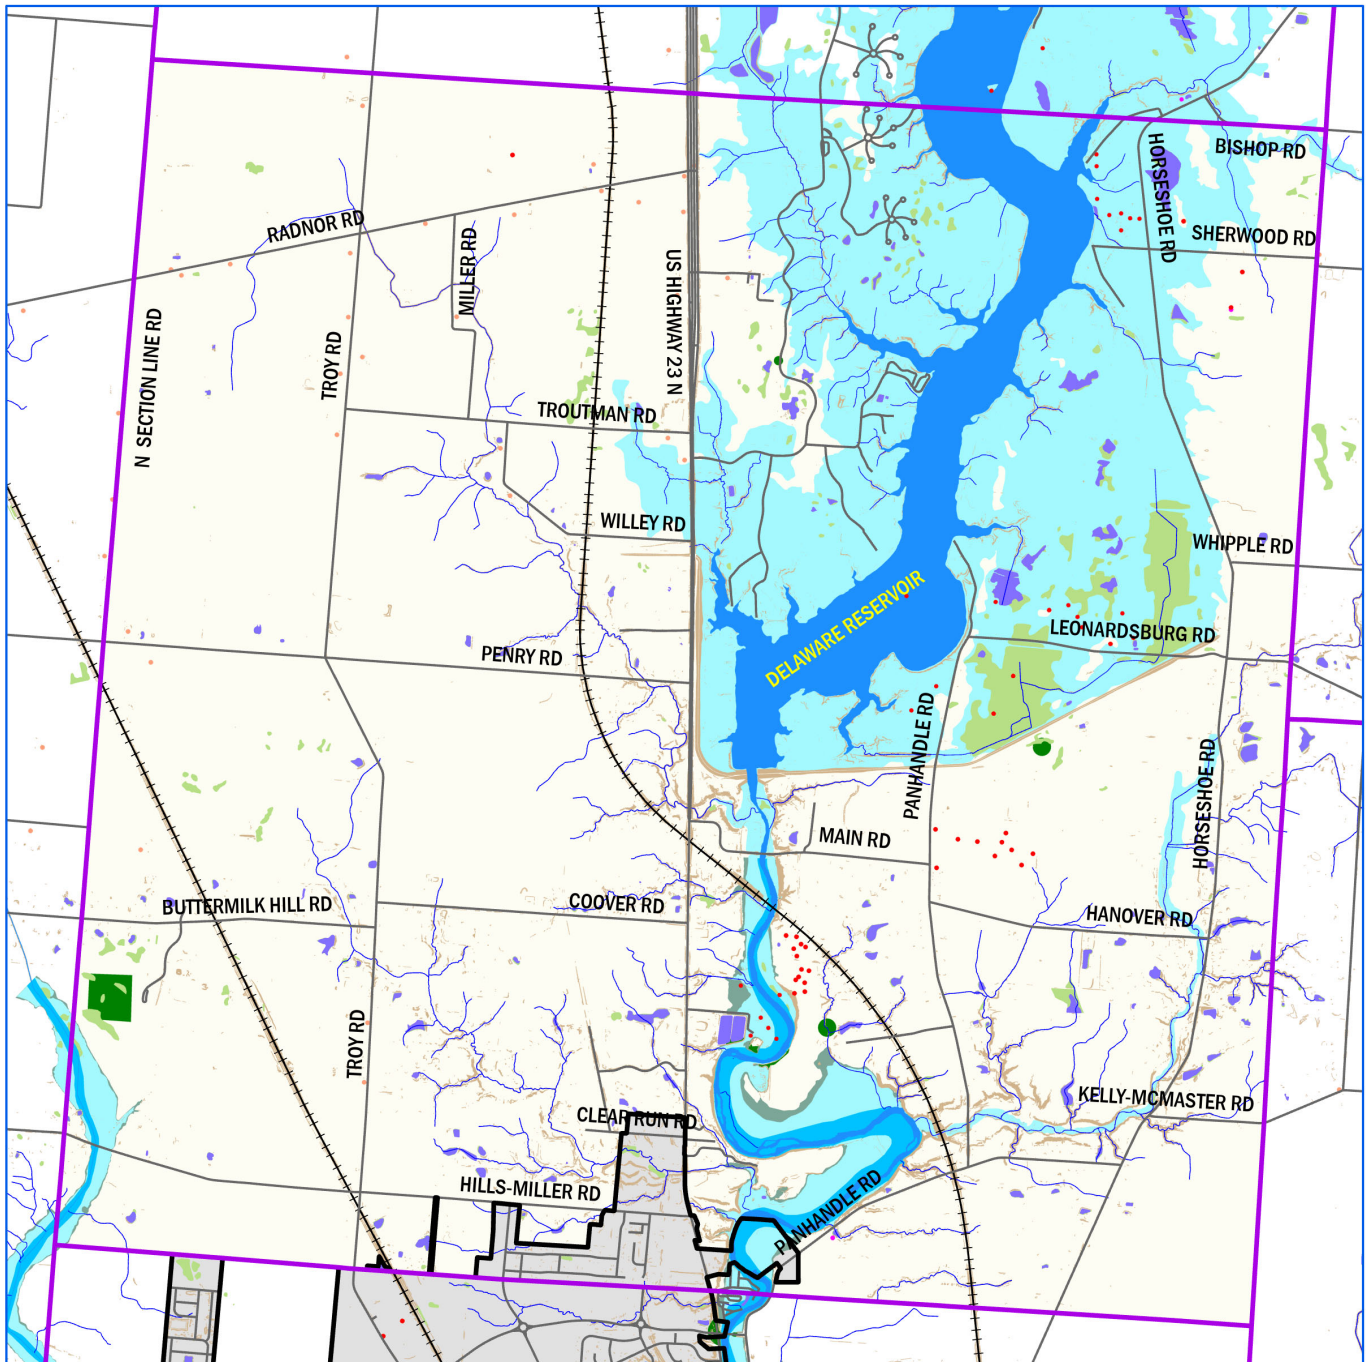 BISHOP RD
HORSESHOE RD
RADNOR RD
SHERWOOD RD
MILLER RD
US HIGHWAY 23 N
N SECTION LINE RD
TROY RD
TROUTMAN RD
WILLEY RD
WHIPPLE RD
DELAWARE RESERVOIR
LEONARDSBURG RD
PENRY RD
PANHANDLE RD
HORSESHOE RD
MAIN RD
BUTTERMILK HILL RD
COOVER RD
HANOVER RD
TROY RD
KELLY-MCMASTER RD
CLEAR RUN RD
HILLS-MILLER RD
PANHANDLE RD